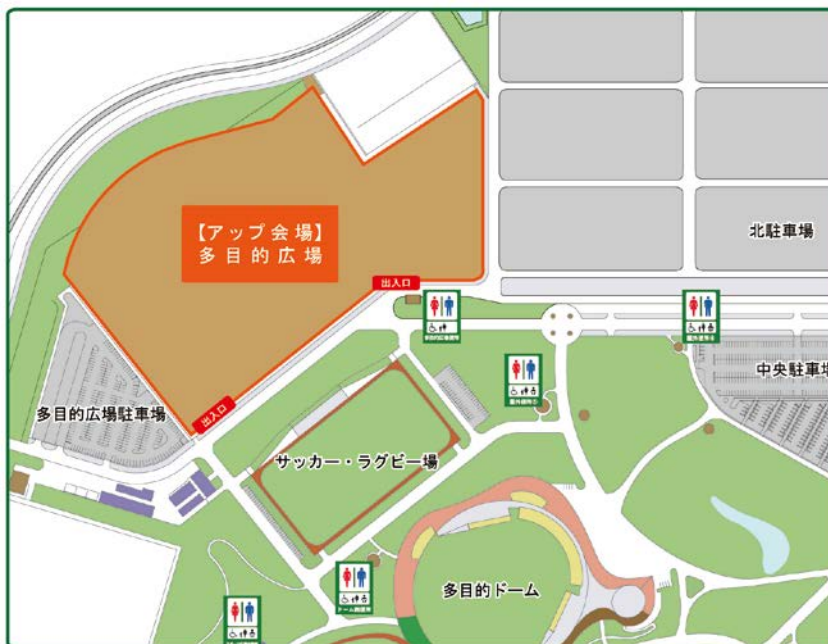 【アップ会場】
多目的広場
北駐車場
出入口
中央駐車場
多目的広場駐車場
出入口
サッカー・ラグビー場
多目的ドーム